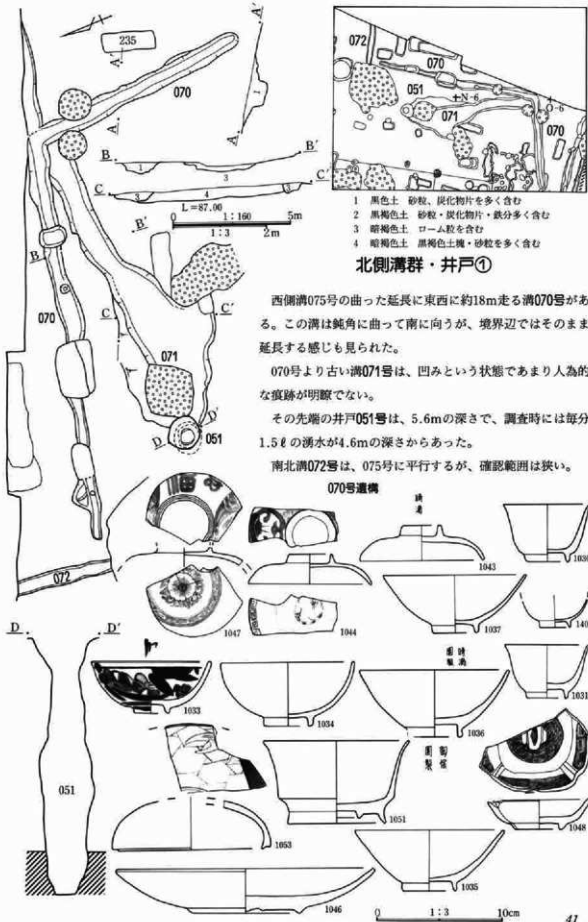 235
A'
A'
070
A
A
1
B
B'
1
3
C
C'
4
L=87.00
0 1:160 5m
1:3 2m
072
070
051
+N-6
O-6
071
070
1 黒色土 砂粒、炭化物片を多く含む
2 黒褐色土 砂粒・炭化物片・鉄分多く含む
3 暗褐色土 ローム粒を含む
4 暗褐色土 黒褐色土塊・砂粒を多く含む
北側溝群・井戸①
西側溝075号の曲った延長に東西に約18m走る溝070号があ
る。この溝は鈍角に曲って南に向うが、境界辺ではそのまま
延長する感じも見られた。
070号より古い溝071号は、凹みという状態であまり人為的
な痕跡が明瞭でない。
その先端の井戸051号は、5.6mの深さで、調査時には毎分
1.5ℓの湧水が4.6mの深さからあった。
南北溝072号は、075号に平行するが、確認範囲は狭い。
B
B'
070
C
C'
071
D
D'
051
072
070号遺構
1047
1044
1043
1030
1037
140
D
D'
051
1033
1034
1036
1031
1053
1051
1048
1046
1035
0 1:3 10cm
41